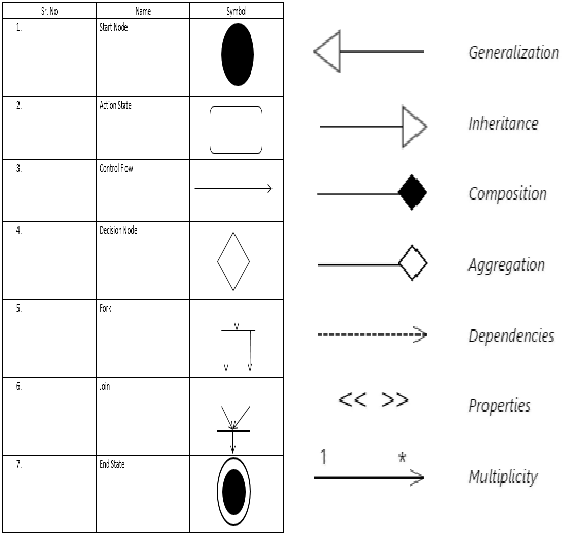 Sr. No Name Symbol
1. Start Node
2. Action State
3. Control Flow
4. Decision Node
5. Fork
6. Join
7. End State
Generalization
Inheritance
Composition
Aggregation
Dependencies
<< >> Properties
1 * Multiplicity